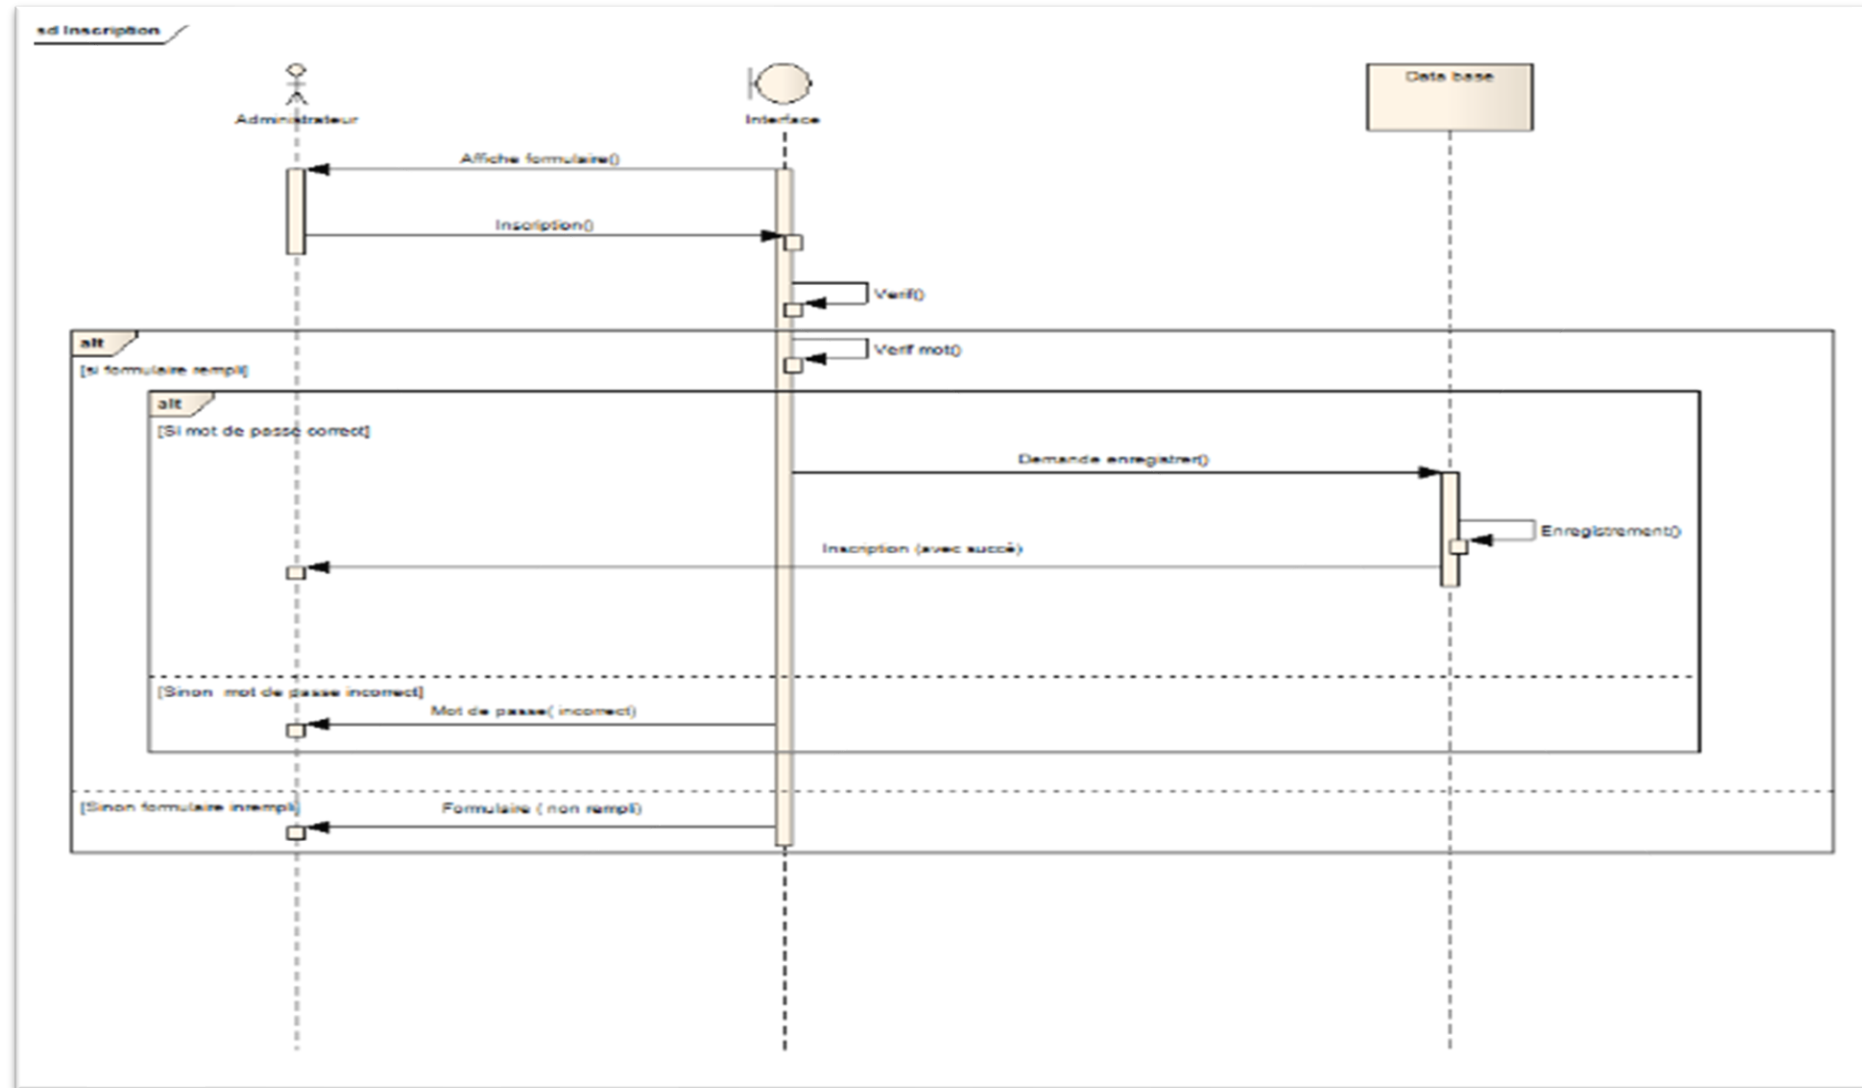 sd Inscription
Administrateur
Interface
Data base
Affiche formulaire()
Inscription()
Verif()
alt
Verif mot()
[si formulaire rempli]
alt
[Si mot de passe correct]
Demande enregistrer()
Enregistrement()
Inscription (avec succé)
[Sinon mot de passe incorrect]
Mot de passe( incorrect)
[Sinon formulaire inrempli]
Formulaire ( non rempli)